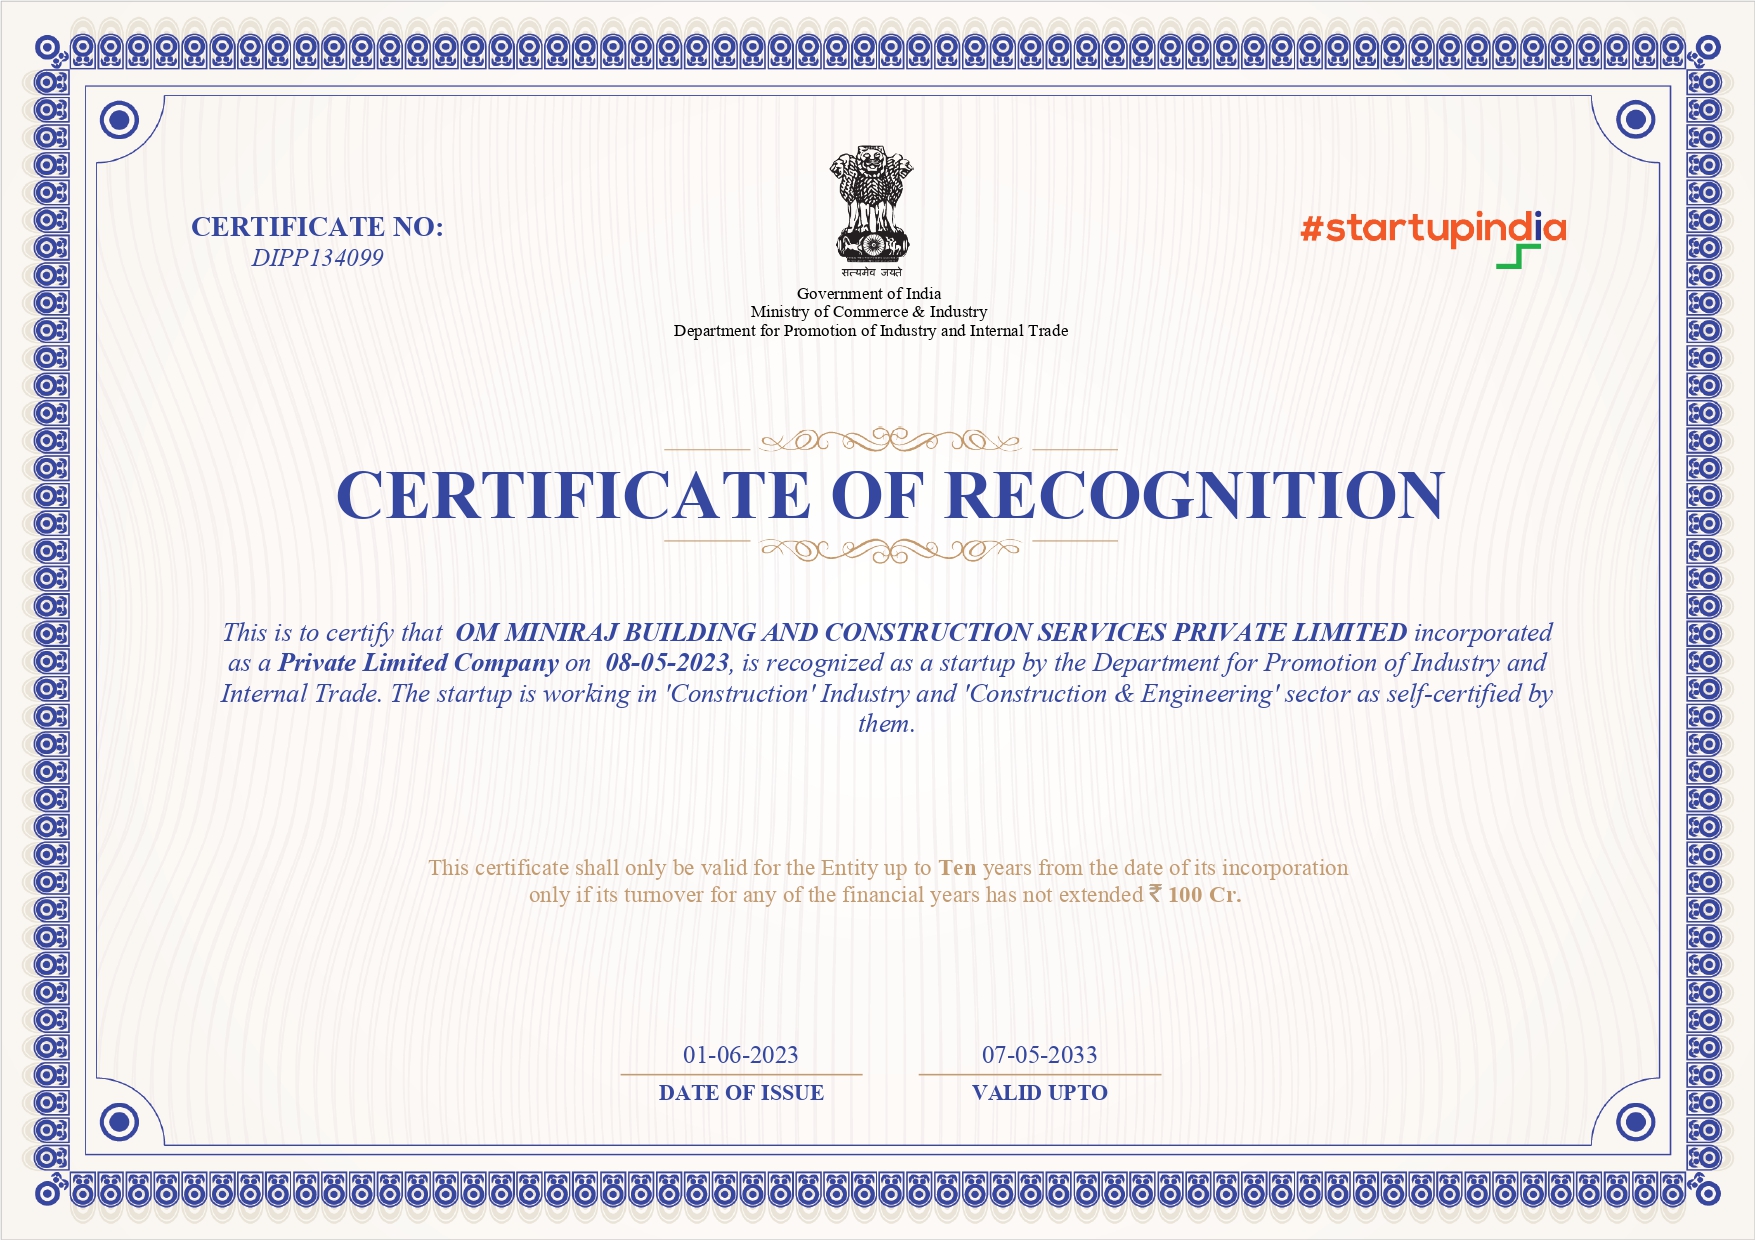 CERTIFICATE NO:
DIPP134099
#startupindia
सत्यमेव जयते
Government of India
Ministry of Commerce & Industry
Department for Promotion of Industry and Internal Trade
CERTIFICATE OF RECOGNITION
This is to certify that OM MINIRAJ BUILDING AND CONSTRUCTION SERVICES PRIVATE LIMITED incorporated
as a Private Limited Company on 08-05-2023, is recognized as a startup by the Department for Promotion of Industry and
Internal Trade. The startup is working in 'Construction' Industry and 'Construction & Engineering' sector as self-certified by
them.
This certificate shall only be valid for the Entity up to Ten years from the date of its incorporation
only if its turnover for any of the financial years has not extended ₹ 100 Cr.
01-06-2023
DATE OF ISSUE
07-05-2033
VALID UPTO